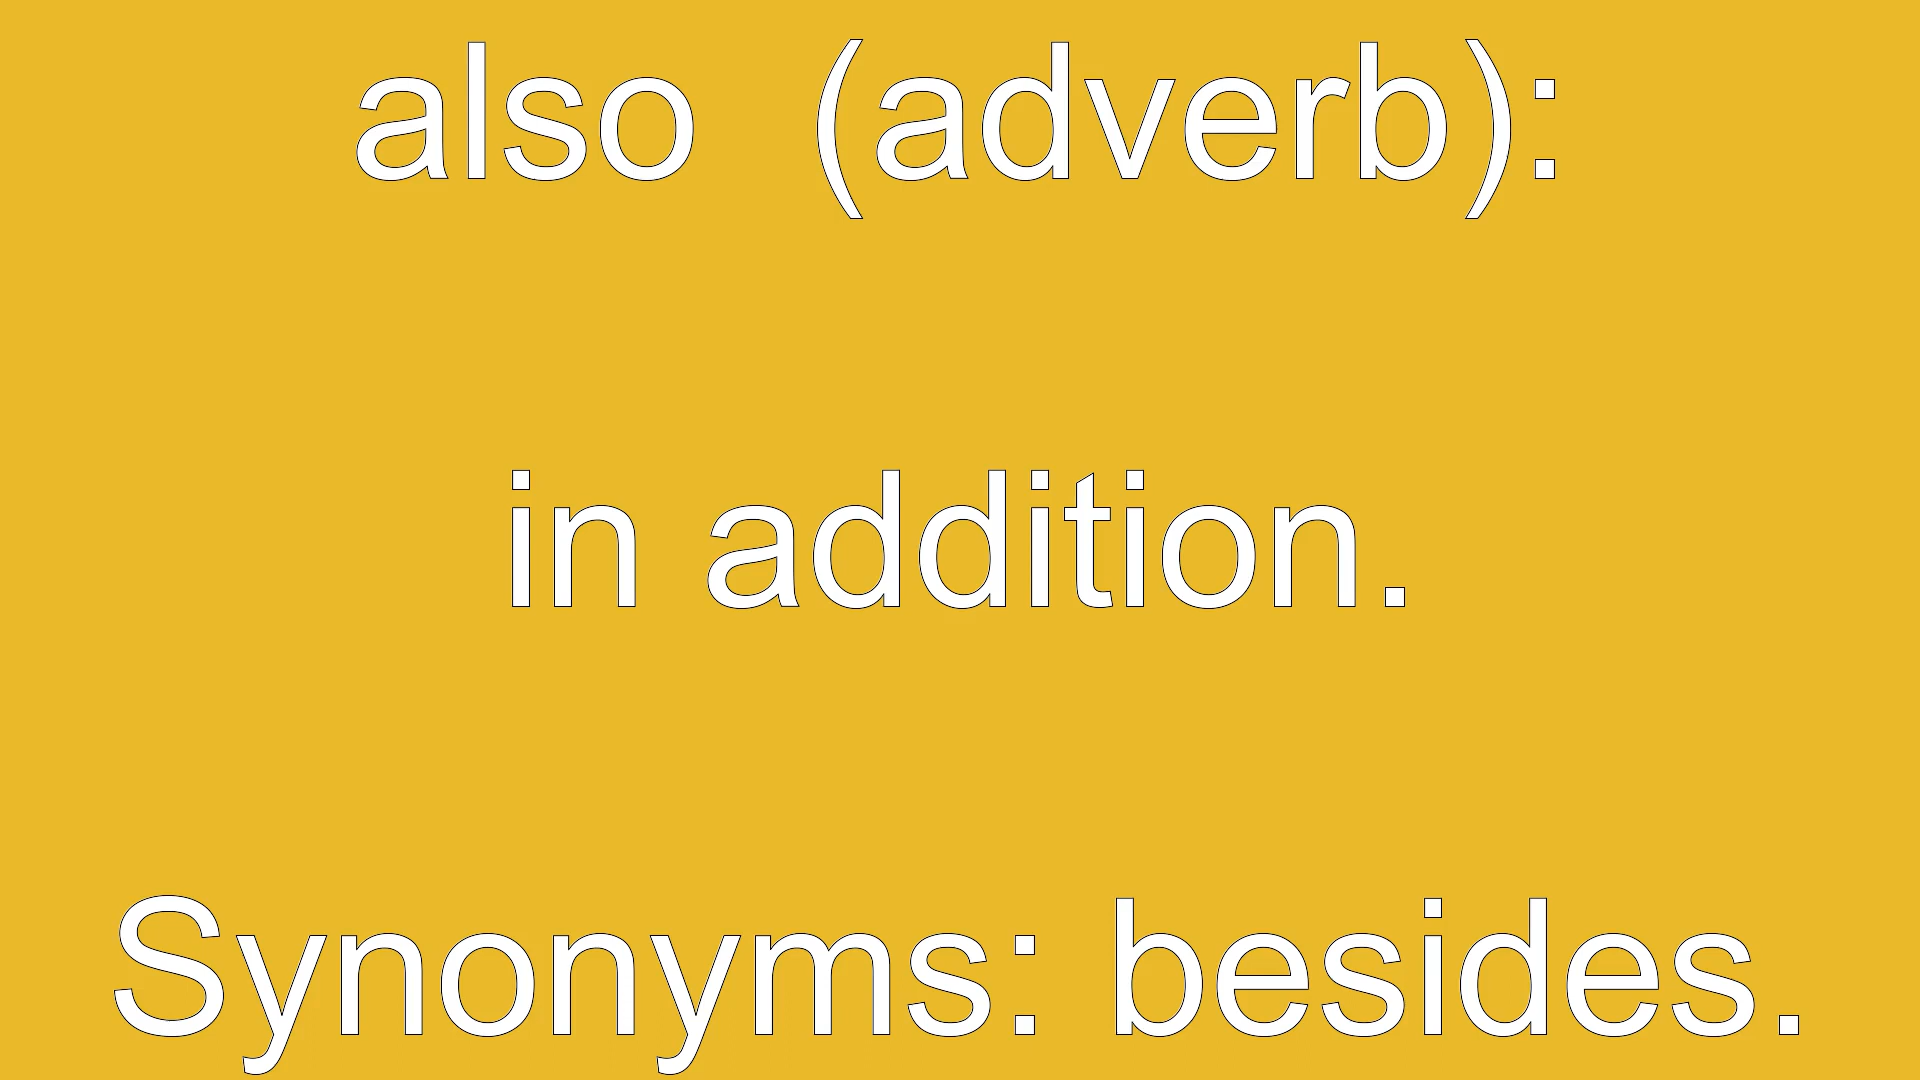 also  (adverb):
in addition.
Synonyms: besides.